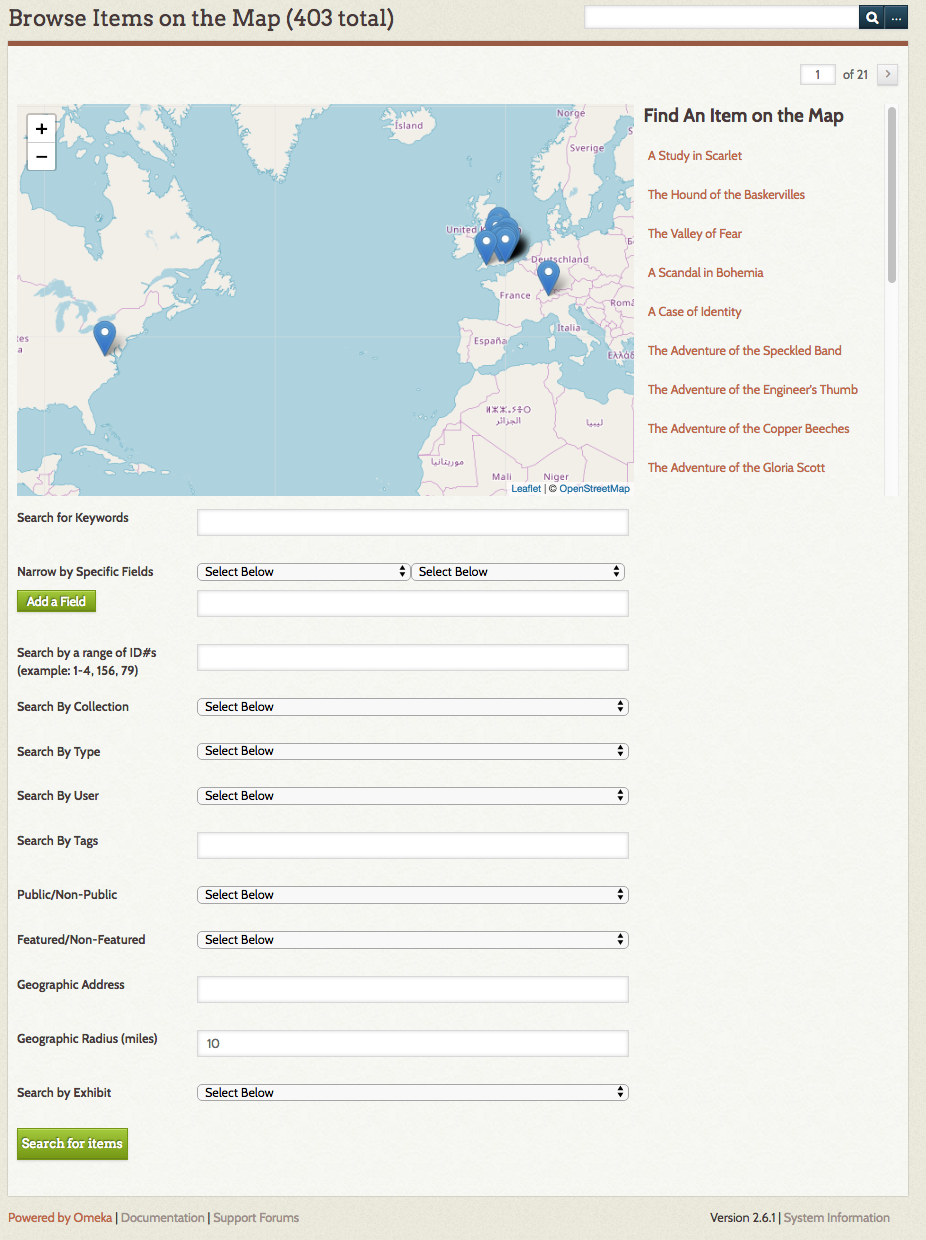 Browse Items on the Map (403 total)
...
1 of 21
+
−
Ísland
Norge
Sverige
Deutschland
France
España
Italia
ⵍⵣⵣⴰⵢⴻⵔ
الجزائر
ليبيا
موريتانيا
Mali
Niger
Leaflet | © OpenStreetMap
Find An Item on the Map
A Study in Scarlet
The Hound of the Baskervilles
The Valley of Fear
A Scandal in Bohemia
A Case of Identity
The Adventure of the Speckled Band
The Adventure of the Engineer's Thumb
The Adventure of the Copper Beeches
The Adventure of the Gloria Scott
Search for Keywords
Narrow by Specific Fields
Select Below Select Below
Add a Field
Search by a range of ID#s
(example: 1-4, 156, 79)
Search By Collection
Select Below
Search By Type
Select Below
Search By User
Select Below
Search By Tags
Public/Non-Public
Select Below
Featured/Non-Featured
Select Below
Geographic Address
Geographic Radius (miles)
10
Search by Exhibit
Select Below
Search for items
Powered by Omeka | Documentation | Support Forums
Version 2.6.1 | System Information